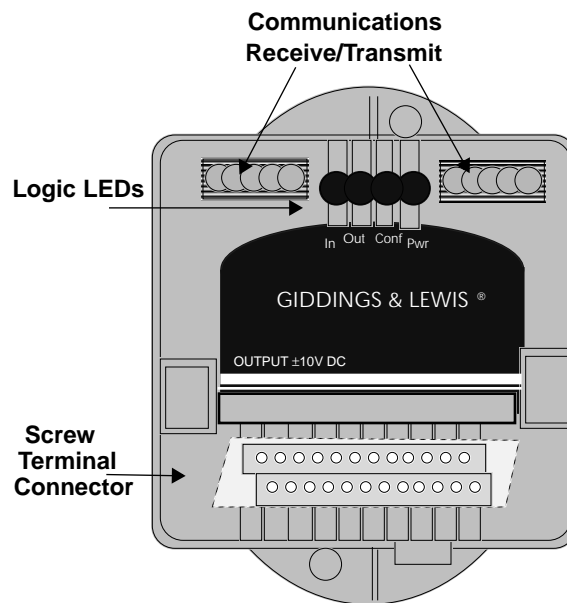 Communications
Receive/Transmit
Logic LEDs
In Out Conf Pwr
GIDDINGS & LEWIS ®
OUTPUT ±10V DC
Screw
Terminal
Connector